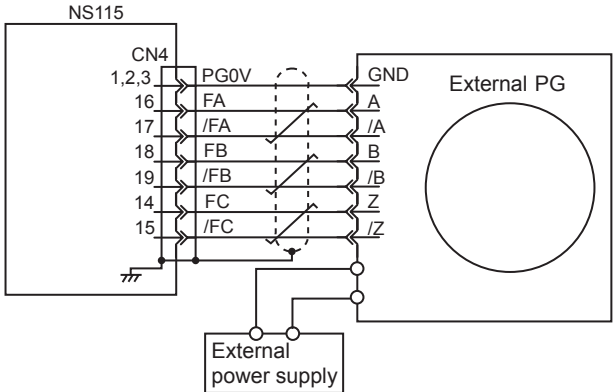 NS115
CN4
1,2,3 PG0V GND
External PG
16 FA A
17 /FA /A
18 FB B
19 /FB /B
14 FC Z
15 /FC /Z
External
power supply